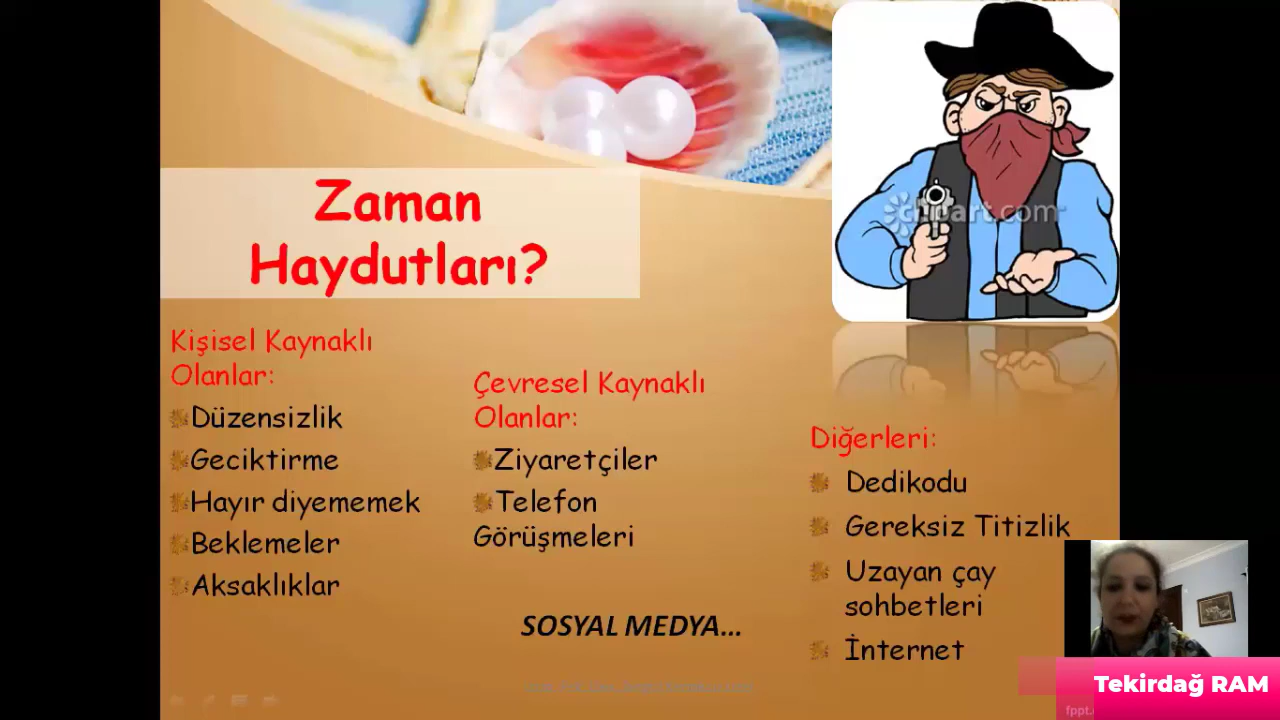 Zaman
Haydutları?
clipart.com
Kişisel Kaynaklı
Olanlar:
Düzensizlik
Geciktirme
Hayır diyememek
Beklemeler
Aksaklıklar
Çevresel Kaynaklı
Olanlar:
Ziyaretçiler
Telefon
Görüşmeleri
SOSYAL MEDYA...
Diğerleri:
Dedikodu
Gereksiz Titizlik
Uzayan çay
sohbetleri
İnternet
Tekirdağ RAM